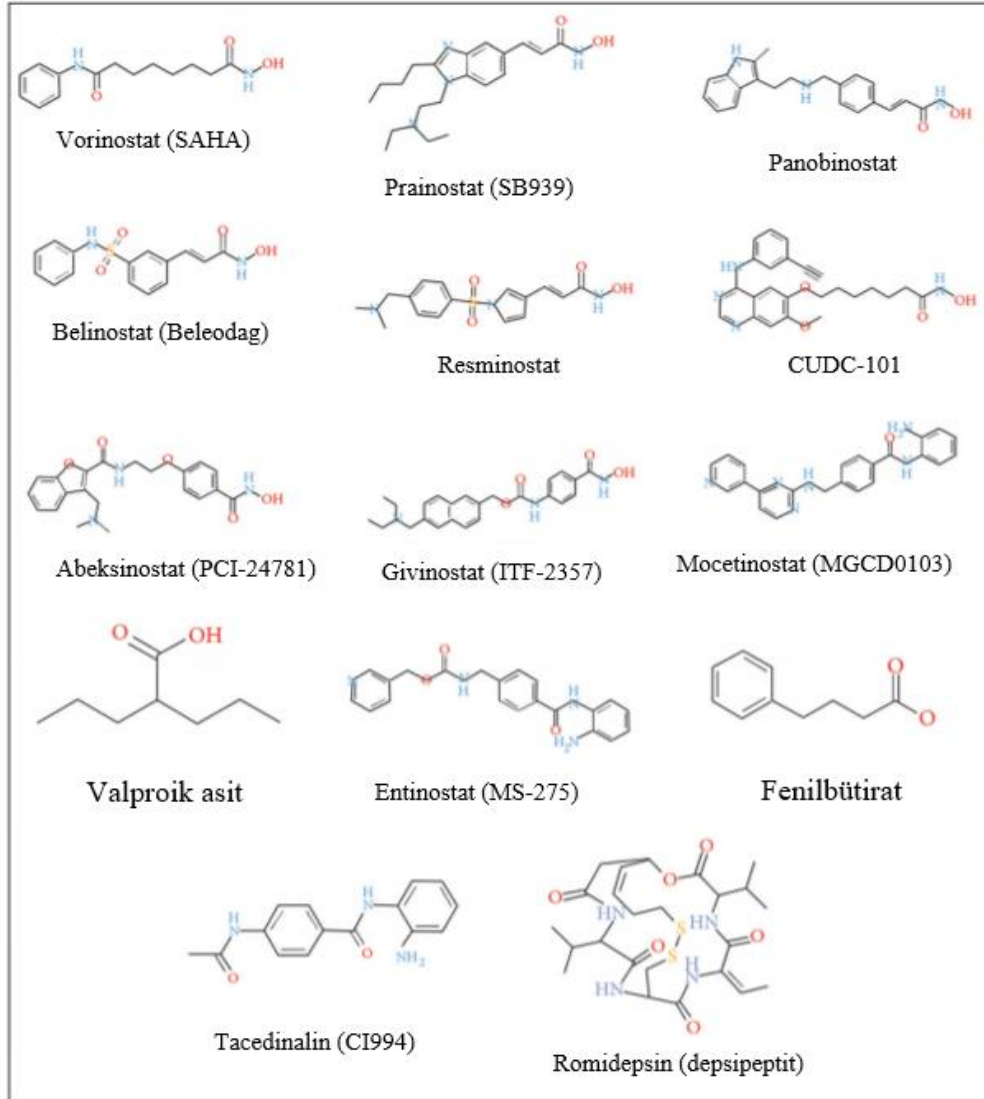 Vorinostat (SAHA)
Prainostat (SB939)
Panobinostat
Belinostat (Beleodag)
Resminostat
CUDC-101
Abeksinostat (PCI-24781)
Givinostat (ITF-2357)
Mocetinostat (MGCD0103)
Valproik asit
Entinostat (MS-275)
Fenilbütirat
Tacedinalin (CI994)
Romidepsin (depsipeptit)